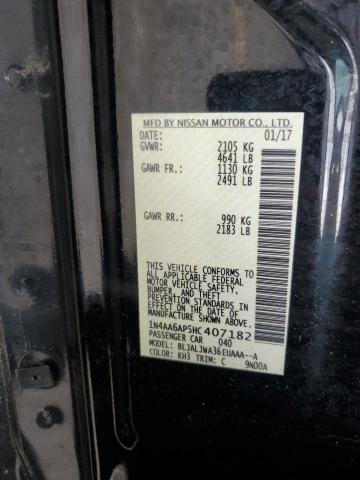 MFD BY NISSAN MOTOR CO., LTD.
DATE: 01/17
GVWR: 2105 KG
4641 LB
GAWR FR.: 1130 KG
2491 LB
GAWR RR.: 990 KG
2183 LB
THIS VEHICLE CONFORMS TO
ALL APPLICABLE FEDERAL
MOTOR VEHICLE SAFETY,
BUMPER, AND THEFT
PREVENTION STANDARDS
IN EFFECT ON THE DATE OF
MANUFACTURE SHOWN ABOVE.
1N4AA6AP5HC407182
PASSENGER CAR 040
MODEL: BL3ALJWA36EUAAA--A
COLOR: KH3 TRIM: C 9N00A